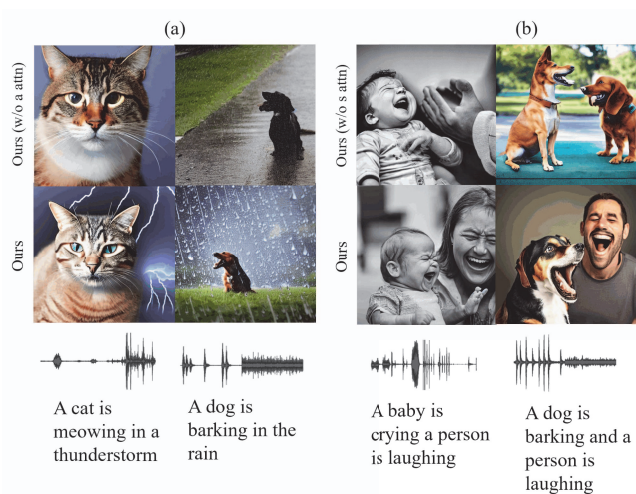 (a)
(b)
Ours (w/o a attn)
Ours
Ours (w/o s attn)
Ours
A cat is
meowing in a
thunderstorm
A dog is
barking in the
rain
A baby is
crying a person
is laughing
A dog is
barking and a
person is
laughing